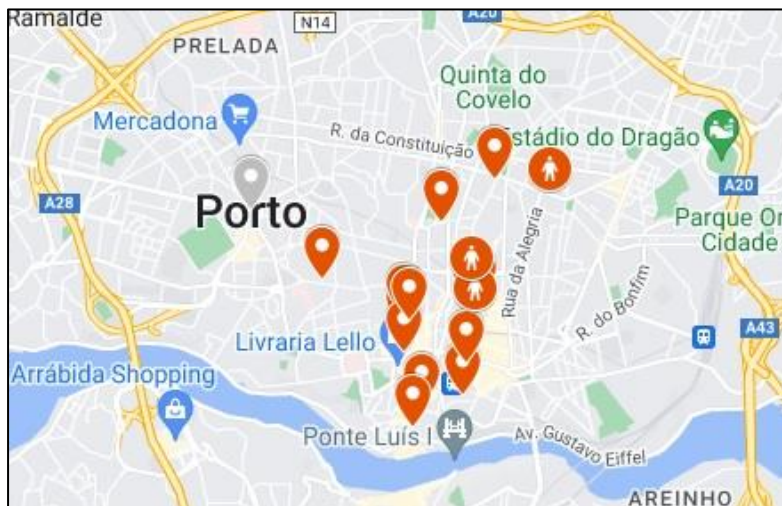 Ramalde
N14
A20
PRELADA
Quinta do
Covelo
Mercadona
R. da Constituição
Estádio do Dragão
A28
Porto
A20
Parque Or
Cidade
Rua da Alegria
R. do Bonfim
A43
Livraria Lello
Arrábida Shopping
Ponte Luís I
Av. Gustavo Eiffel
AREINHO